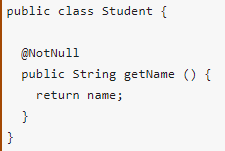 public class Student {
@NotNull
public String getName () {
return name;
}
}